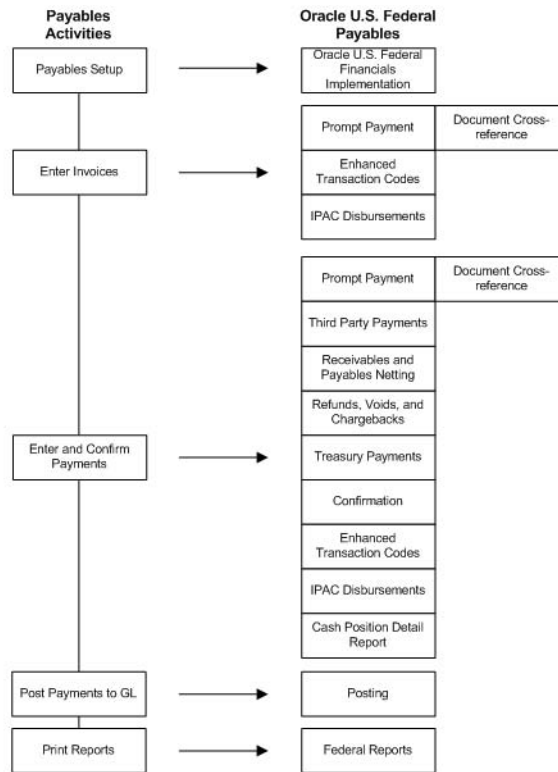 Payables
Activities
Oracle U.S. Federal
Payables
Payables Setup
Oracle U.S. Federal
Financials
Implementation
Prompt Payment
Document Cross-
reference
Enter Invoices
Enhanced
Transaction Codes
IPAC Disbursements
Prompt Payment
Document Cross-
reference
Third Party Payments
Receivables and
Payables Netting
Refunds, Voids, and
Chargebacks
Enter and Confirm
Payments
Treasury Payments
Confirmation
Enhanced
Transaction Codes
IPAC Disbursements
Cash Position Detail
Report
Post Payments to GL
Posting
Print Reports
Federal Reports